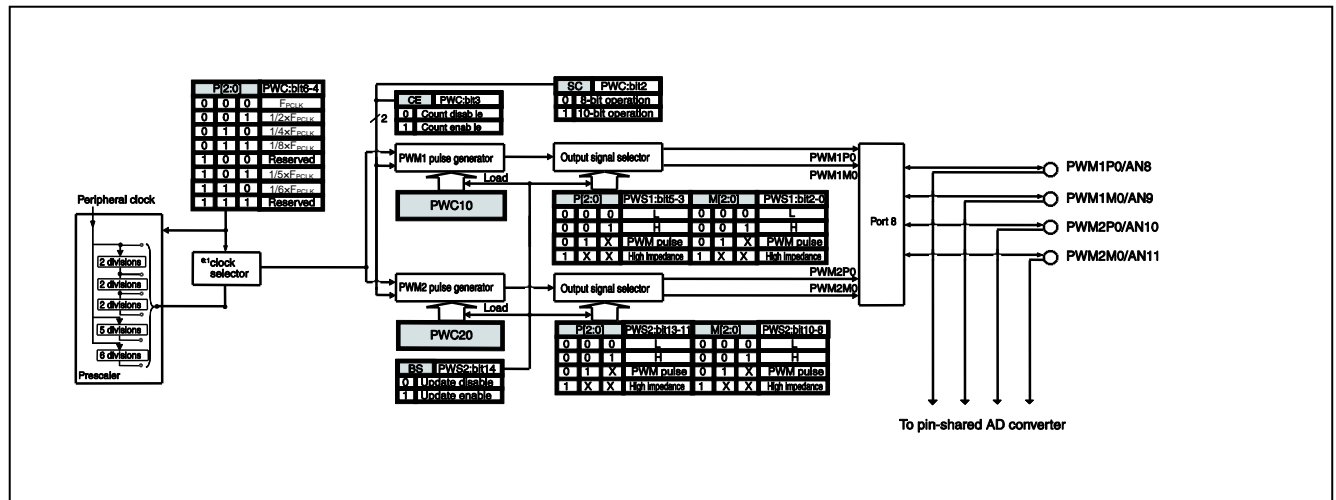 P[2:0] PWC:bit6-4
0 0 0 FPCLK
0 0 1 1/2×FPCLK
0 1 0 1/4×FPCLK
0 1 1 1/8×FPCLK
1 0 0 Reserved
1 0 1 1/5×FPCLK
1 1 0 1/6×FPCLK
1 1 1 Reserved
2
CE PWC:bit3
0 Count disable
1 Count enable
SC PWC:bit2
0 8-bit operation
1 10-bit operation
PWM1 pulse generator
Output signal selector
PWM1P0
PWM1M0
Load
PWC10
P[2:0] PWS1:bit5-3 M[2:0] PWS1:bit2-0
0 0 0 L 0 0 0 L
0 0 1 H 0 0 1 H
0 1 X PWM pulse 0 1 X PWM pulse
1 X X High Impedance 1 X X High Impedance
Port 8
PWM1P0/AN8
PWM1M0/AN9
PWM2P0/AN10
PWM2M0/AN11
Peripheral clock
2 divisions
2 divisions
2 divisions
5 divisions
6 divisions
Prescaler
clock
selector
PWM2 pulse generator
Output signal selector
PWM2P0
PWM2M0
Load
PWC20
P[2:0] PWS2:bit13-11 M[2:0] PWS2:bit10-8
0 0 0 L 0 0 0 L
0 0 1 H 0 0 1 H
0 1 X PWM pulse 0 1 X PWM pulse
1 X X High Impedance 1 X X High Impedance
BS PWS2:bit14
0 Update disable
1 Update enable
To pin-shared AD converter